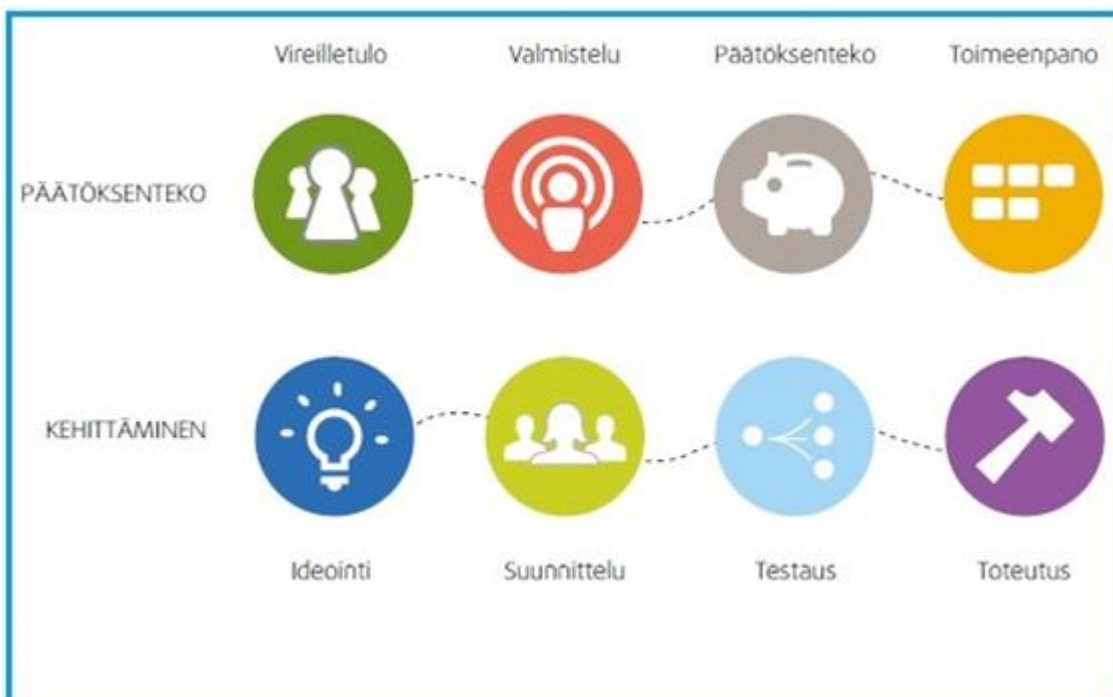 Vireilletulo Valmistelu Päätöksenteko Toimeenpano
PÄÄTÖKSENTEKO
KEHITTÄMINEN
Ideointi Suunnittelu Testaus Toteutus